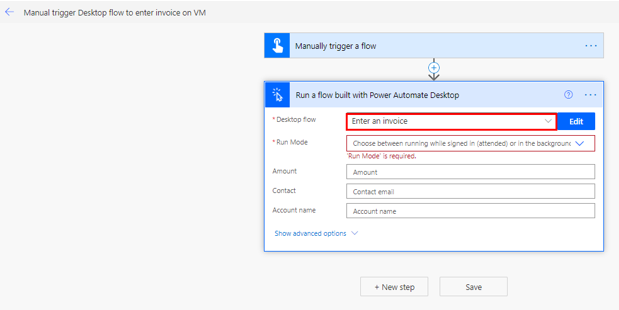 Manual trigger Desktop flow to enter invoice on VM
Manually trigger a flow
Run a flow built with Power Automate Desktop
* Desktop flow
Enter an invoice
Edit
* Run Mode
Choose between running while signed in (attended) or in the background
'Run Mode' is required.
Amount
Amount
Contact
Contact email
Account name
Account name
Show advanced options
+ New step
Save